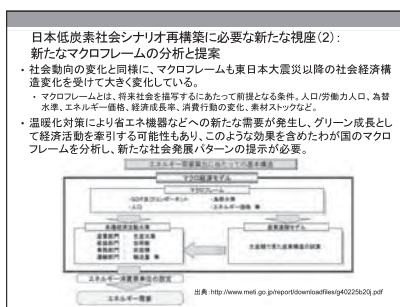 日本低炭素社会シナリオ再構築に必要な新たな視座(2):
新たなマクロフレームの分析と提案
・社会動向の変化と同様に、マクロフレームも東日本大震災以降の社会経済構
造変化を受けて大きく変化している。
・マクロフレームとは、将来社会を描写するにあたって前提となる条件。人口/労働力人口、為替
水準、エネルギー価格、経済成長率、消費行動の変化、素材ストックなど。
・温暖化対策により省エネ機器などへの新たな需要が発生し、グリーン成長とし
て経済活動を牽引する可能性もあり、このような効果を含めたわが国のマクロ
フレームを分析し、新たな社会発展パターンの提示が必要。
マクロ経済モデル
マクロフレーム
・人口
・エネルギー価格 等
エネルギー需要
出典:http://www.meti.go.jp/report/downloadfiles/g40225b20j.pdf